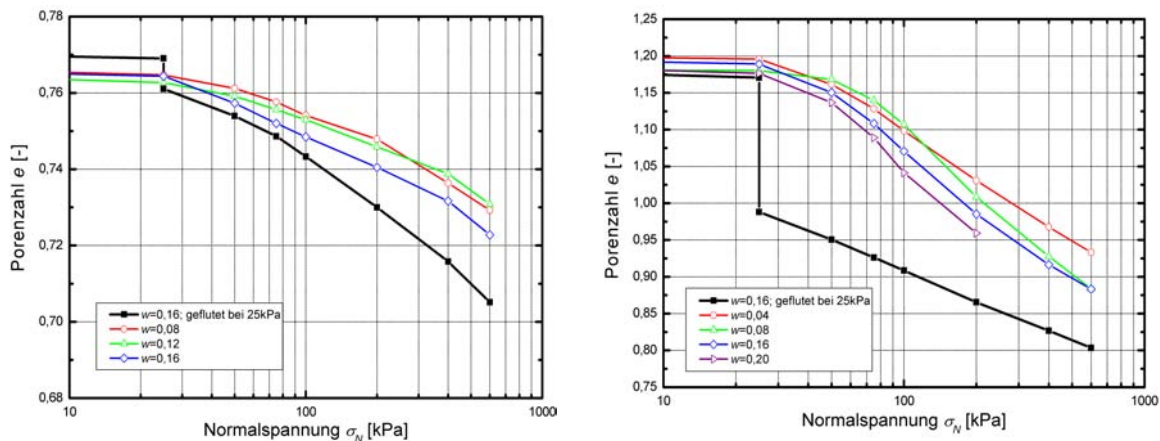 0,78
0,76
0,74
0,72
0,70
0,68
Porenzahl e [-]
w=0,16; geflutet bei 25kPa
w=0,08
w=0,12
w=0,16
10 100 1000
Normalspannung σN [kPa]
1,25
1,20
1,15
1,10
1,05
1,00
0,95
0,90
0,85
0,80
0,75
Porenzahl e [-]
w=0,16; geflutet bei 25kPa
w=0,04
w=0,08
w=0,16
w=0,20
10 100 1000
Normalspannung σN [kPa]